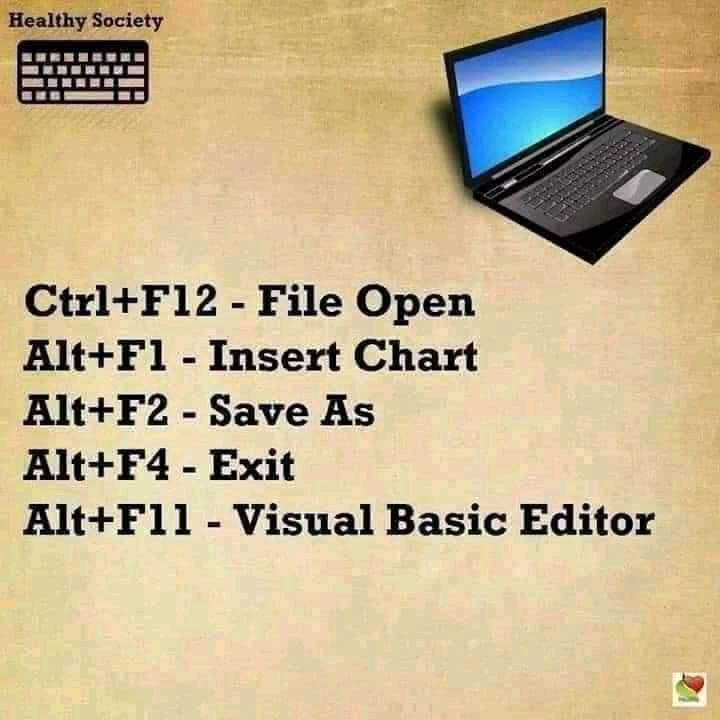 Healthy Society
Ctrl+F12 - File Open
Alt+F1 - Insert Chart
Alt+F2 - Save As
Alt+F4 - Exit
Alt+F11 - Visual Basic Editor